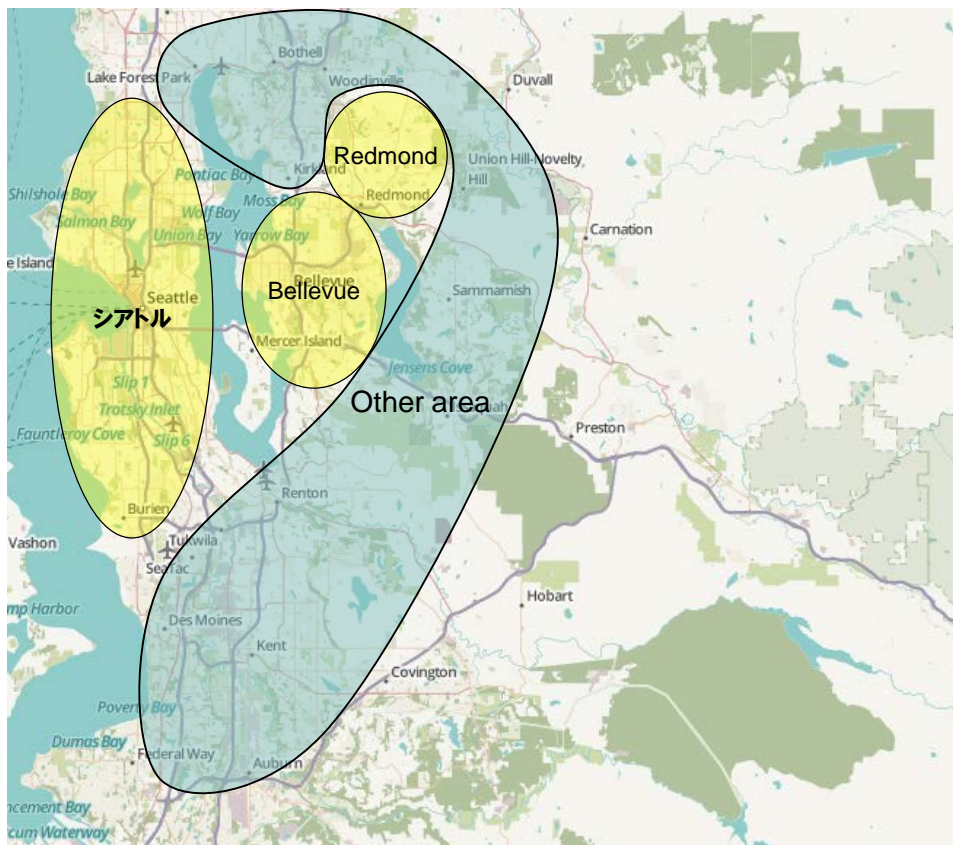 Bothell
Lake Forest Park
Woodinville
Duvall
Redmond
Kirkland
Union Hill-Novelty
Hill
Pontiac Bay
Shilshole Bay
Moss Bay
Redmond
Wolf Bay
Salmon Bay
Union Bay
Yarrow Bay
Carnation
e Island
Bellevue
Bellevue
Sammamish
Seattle
シアトル
Mercer Island
Jensens Cove
Slip 1
Other area
Trotsky Inlet
Preston
Fauntleroy Cove
Slip 6
Renton
Burien
Vashon
Tukwila
SeaTac
Hobart
mp Harbor
Des Moines
Kent
Covington
Poverty Bay
Dumas Bay
Federal Way
Auburn
ncement Bay
cum Waterway